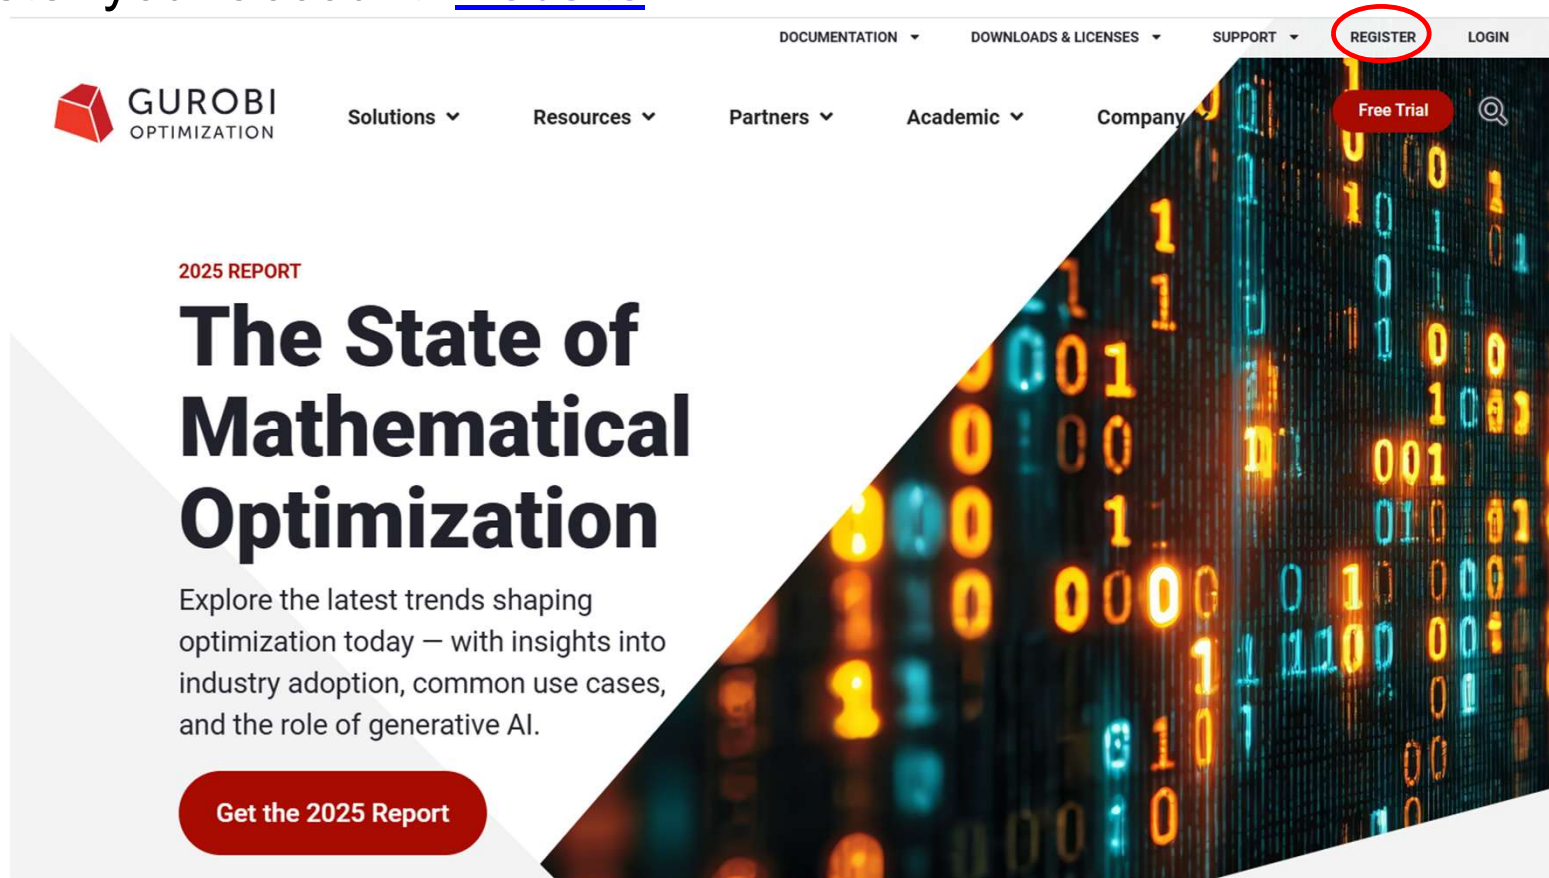 DOCUMENTATION DOWNLOADS & LICENSES SUPPORT REGISTER LOGIN
GUROBI
OPTIMIZATION
Solutions Resources Partners Academic Company Free Trial
2025 REPORT
The State of
Mathematical
Optimization
Explore the latest trends shaping
optimization today — with insights into
industry adoption, common use cases,
and the role of generative AI.
Get the 2025 Report